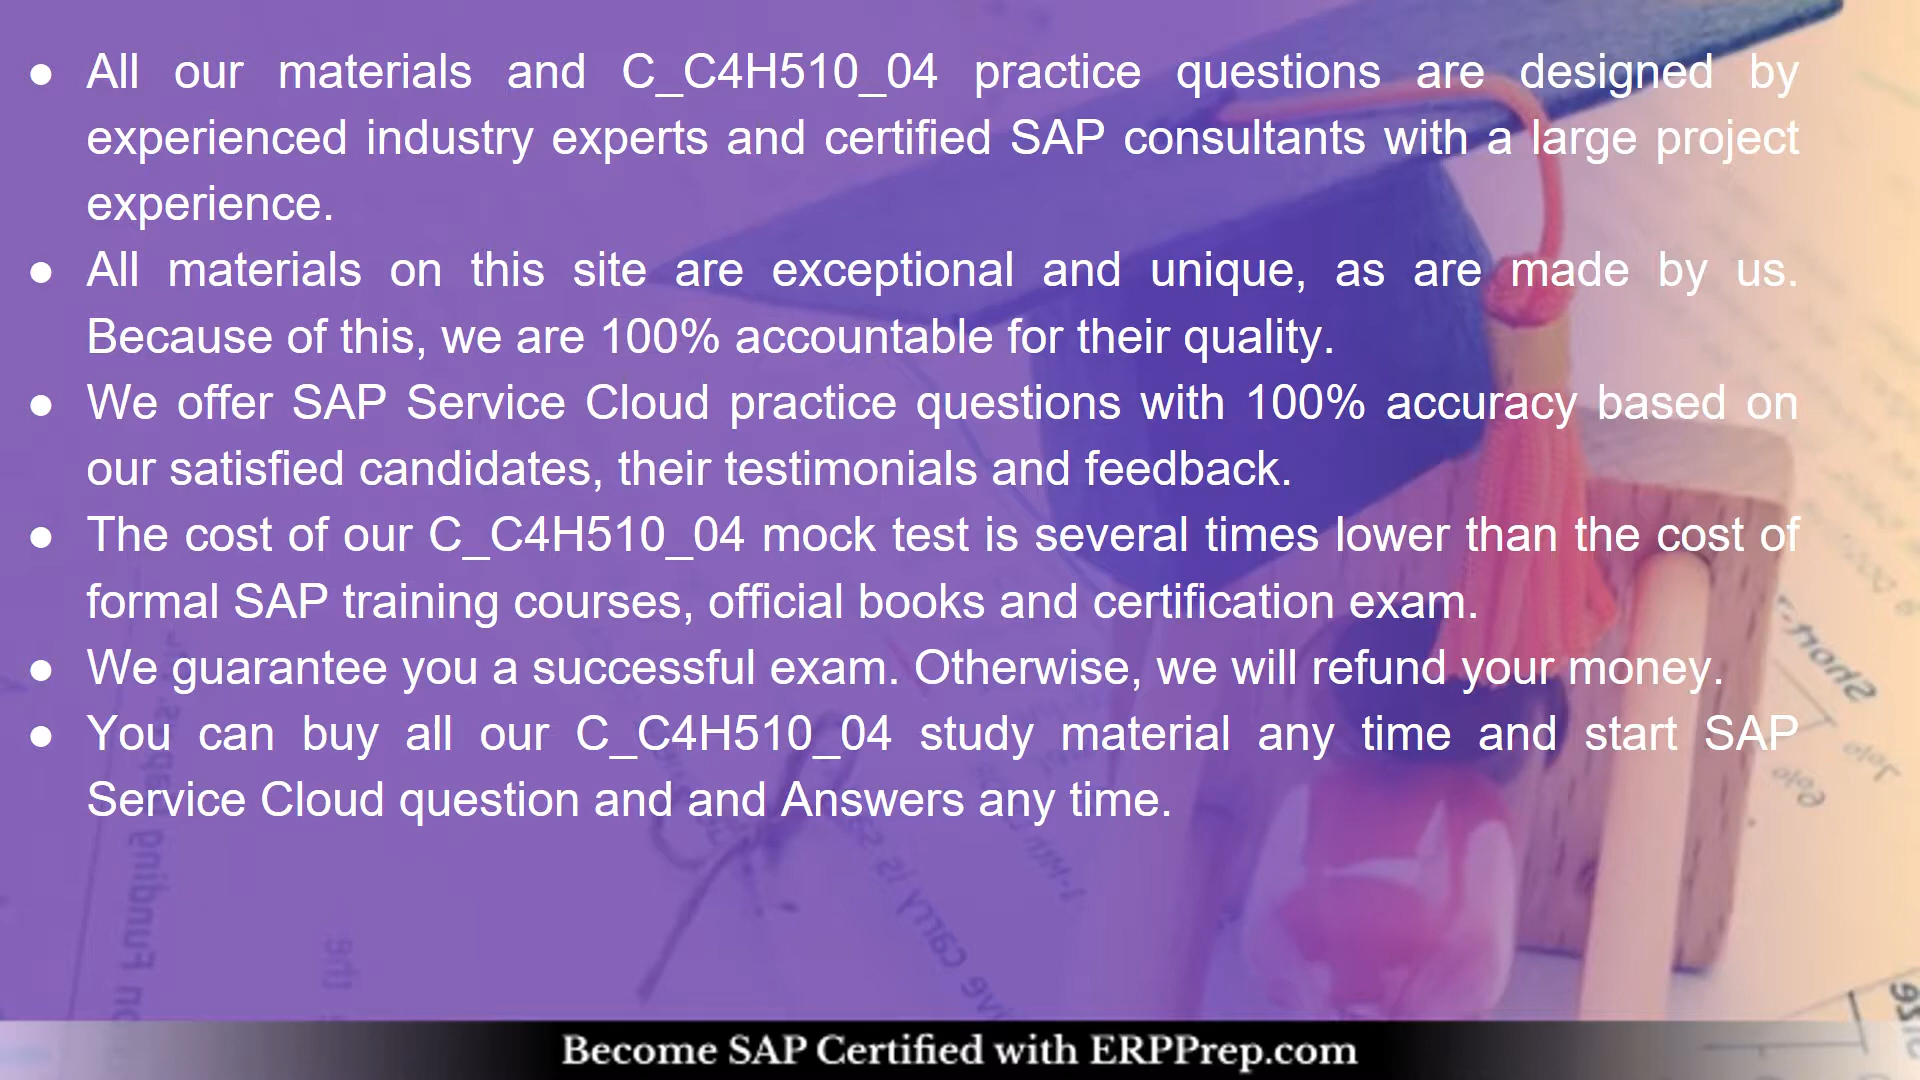 ● All our materials and C_C4H510_04 practice questions are designed by
experienced industry experts and certified SAP consultants with a large project
experience.
● All materials on this site are exceptional and unique, as are made by us.
Because of this, we are 100% accountable for their quality.
● We offer SAP Service Cloud practice questions with 100% accuracy based on
our satisfied candidates, their testimonials and feedback.
● The cost of our C_C4H510_04 mock test is several times lower than the cost of
formal SAP training courses, official books and certification exam.
● We guarantee you a successful exam. Otherwise, we will refund your money.
● You can buy all our C_C4H510_04 study material any time and start SAP
Service Cloud question and and Answers any time.
Become SAP Certified with ERPPrep.com